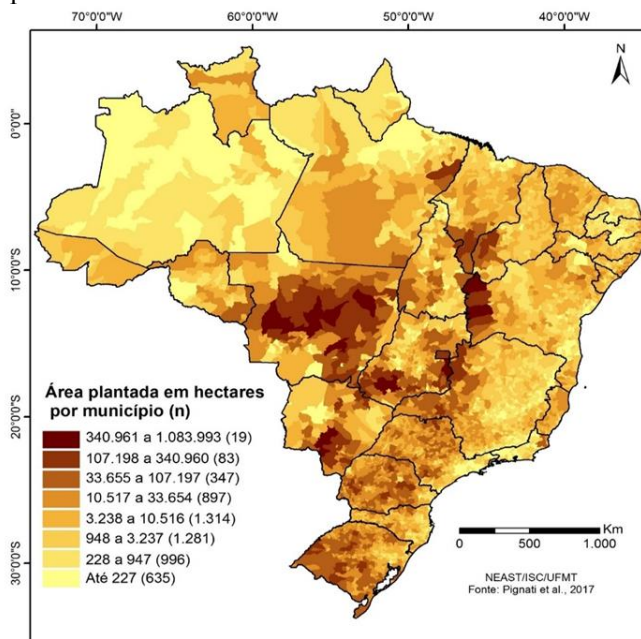 70°0'0"W 60°0'0"W 50°0'0"W 40°0'0"W
N
0°0'0"
10°0'0"S
20°0'0"S
30°0'0"S
Área plantada em hectares
por município (n)
340.961 a 1.083.993 (19)
107.198 a 340.960 (83)
33.655 a 107.197 (347)
10.517 a 33.654 (897)
3.238 a 10.516 (1.314)
948 a 3.237 (1.281)
228 a 947 (996)
Até 227 (635)
Km
0 500 1.000
NEAST/ISC/UFMT
Fonte: Pignati et al., 2017